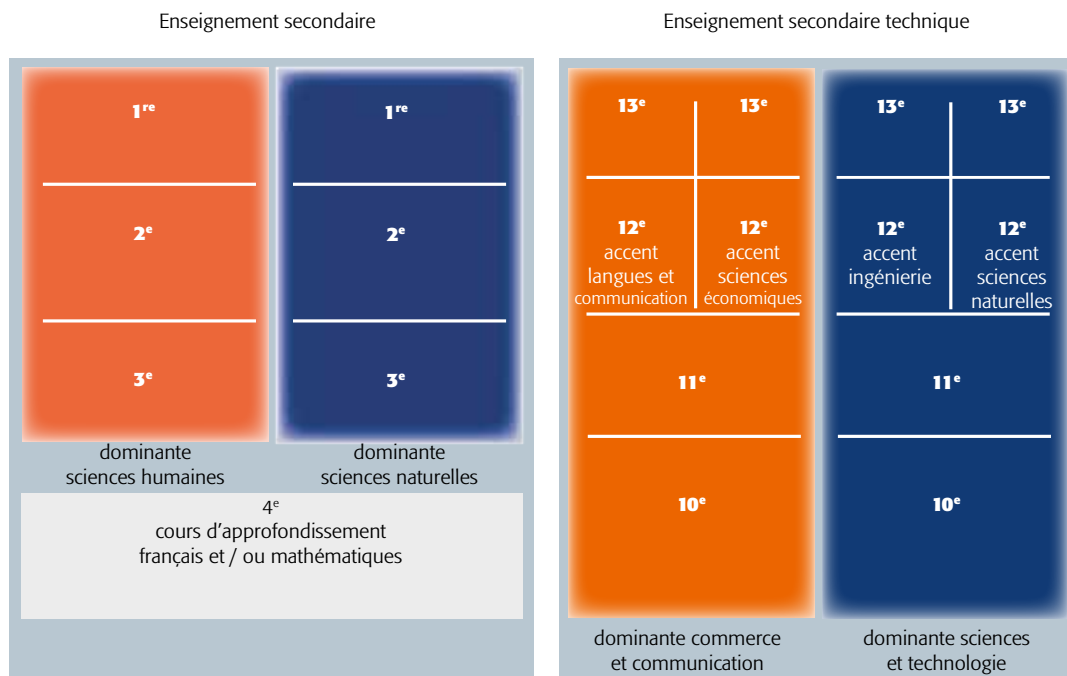 Enseignement secondaire
1re
1re
2e
2e
3e
3e
dominante
sciences humaines
dominante
sciences naturelles
4e
cours d’approfondissement
français et / ou mathématiques
Enseignement secondaire technique
13e
13e
13e
13e
12e
accent
langues et
communication
12e
accent
sciences
économiques
12e
accent
ingénierie
12e
accent
sciences
naturelles
11e
11e
10e
10e
dominante commerce
et communication
dominante sciences
et technologie